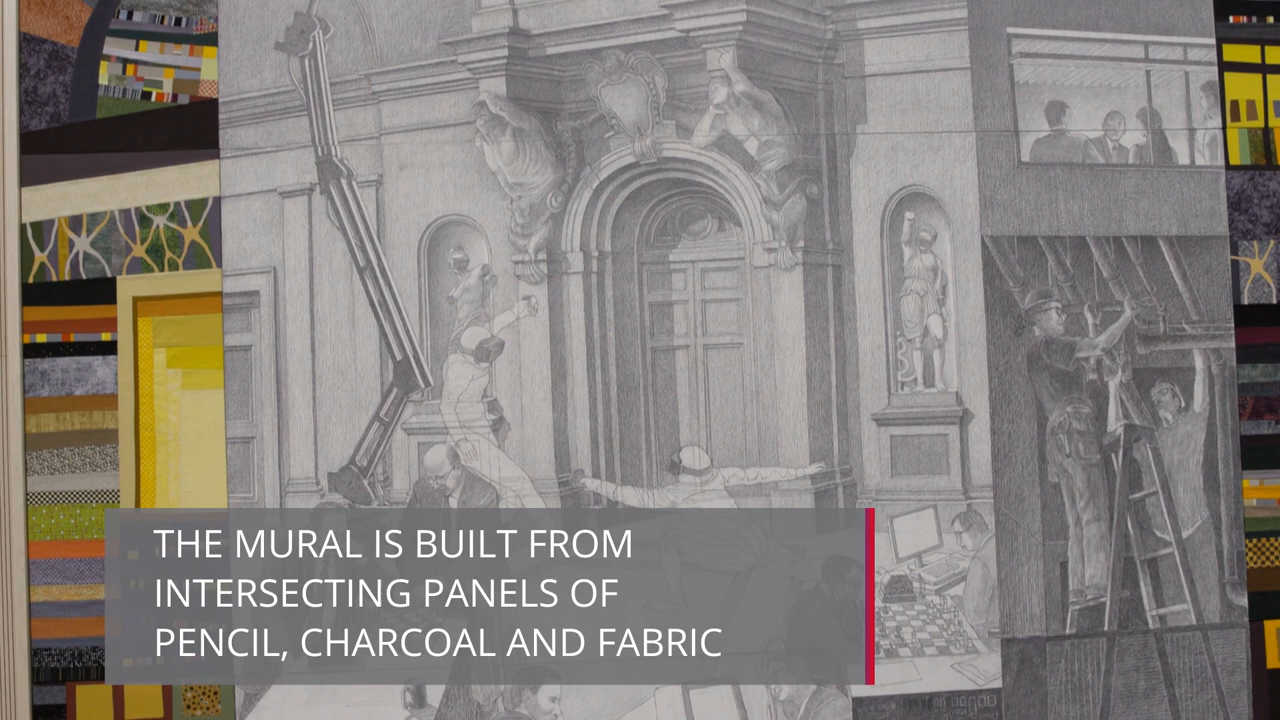 THE MURAL IS BUILT FROM
INTERSECTING PANELS OF
PENCIL, CHARCOAL AND FABRIC